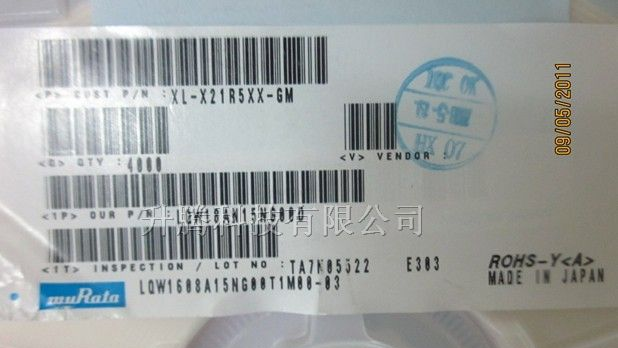 <P> CUST P/N :XL-X21R5XX-GM
<Q> QTY : 4000
<V> VENDOR :
<1P> OUR P/N
升腾科技有限公司
<1T> INSPECTION / LOT NO :TA7N05522 E303
ROHS-Y<A>
MADE IN JAPAN
muRata
LQW1608A15NG00T1M00-03
09/05/2011